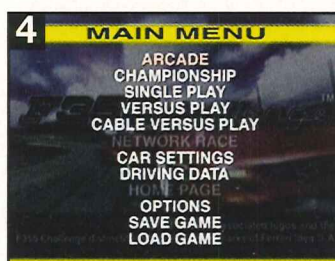 4
MAIN MENU
ARCADE
CHAMPIONSHIP
SINGLE PLAY
VERSUS PLAY
CABLE VERSUS PLAY
NETWORK RACE
CAR SETTINGS
DRIVING DATA
HOME PAGE
OPTIONS
SAVE GAME
LOAD GAME